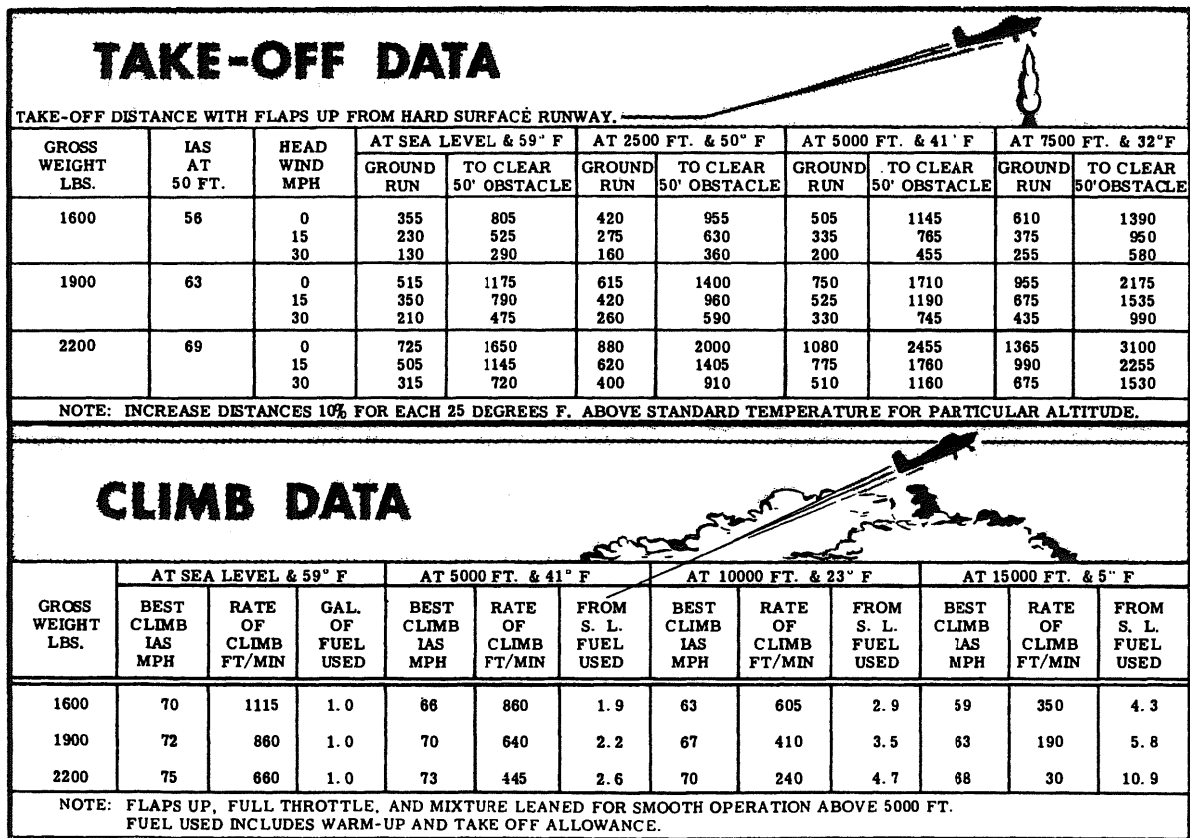 TAKE-OFF DATA
TAKE-OFF DISTANCE WITH FLAPS UP FROM HARD SURFACE RUNWAY.
GROSS WEIGHT LBS. IAS AT 50 FT. HEAD WIND MPH AT SEA LEVEL & 59° F AT 2500 FT. & 50° F AT 5000 FT. & 41' F AT 7500 FT. & 32°F
GROUND RUN TO CLEAR 50' OBSTACLE GROUND RUN TO CLEAR 50' OBSTACLE GROUND RUN TO CLEAR 50' OBSTACLE GROUND RUN TO CLEAR 50'OBSTACLE
1600 56 0 355 805 420 955 505 1145 610 1390
15 230 525 275 630 335 765 375 950
30 130 290 160 360 200 455 255 580
1900 63 0 515 1175 615 1400 750 1710 955 2175
15 350 790 420 960 525 1190 675 1535
30 210 475 260 590 330 745 435 990
2200 69 0 725 1650 880 2000 1080 2455 1365 3100
15 505 1145 620 1405 775 1760 990 2255
30 315 720 400 910 510 1160 675 1530
NOTE: INCREASE DISTANCES 10% FOR EACH 25 DEGREES F. ABOVE STANDARD TEMPERATURE FOR PARTICULAR ALTITUDE.
CLIMB DATA
GROSS WEIGHT LBS. AT SEA LEVEL & 59° F AT 5000 FT. & 41° F AT 10000 FT. & 23° F AT 15000 FT. & 5° F
BEST CLIMB IAS MPH RATE OF CLIMB FT/MIN GAL. OF FUEL USED BEST CLIMB IAS MPH RATE OF CLIMB FT/MIN FROM S. L. FUEL USED BEST CLIMB IAS MPH RATE OF CLIMB FT/MIN FROM S. L. FUEL USED BEST CLIMB IAS MPH RATE OF CLIMB FT/MIN FROM S. L. FUEL USED
1600 70 1115 1.0 66 860 1.9 63 605 2.9 59 350 4.3
1900 72 860 1.0 70 640 2.2 67 410 3.5 63 190 5.8
2200 75 660 1.0 73 445 2.6 70 240 4.7 68 30 10.9
NOTE: FLAPS UP, FULL THROTTLE, AND MIXTURE LEANED FOR SMOOTH OPERATION ABOVE 5000 FT.
FUEL USED INCLUDES WARM-UP AND TAKE OFF ALLOWANCE.